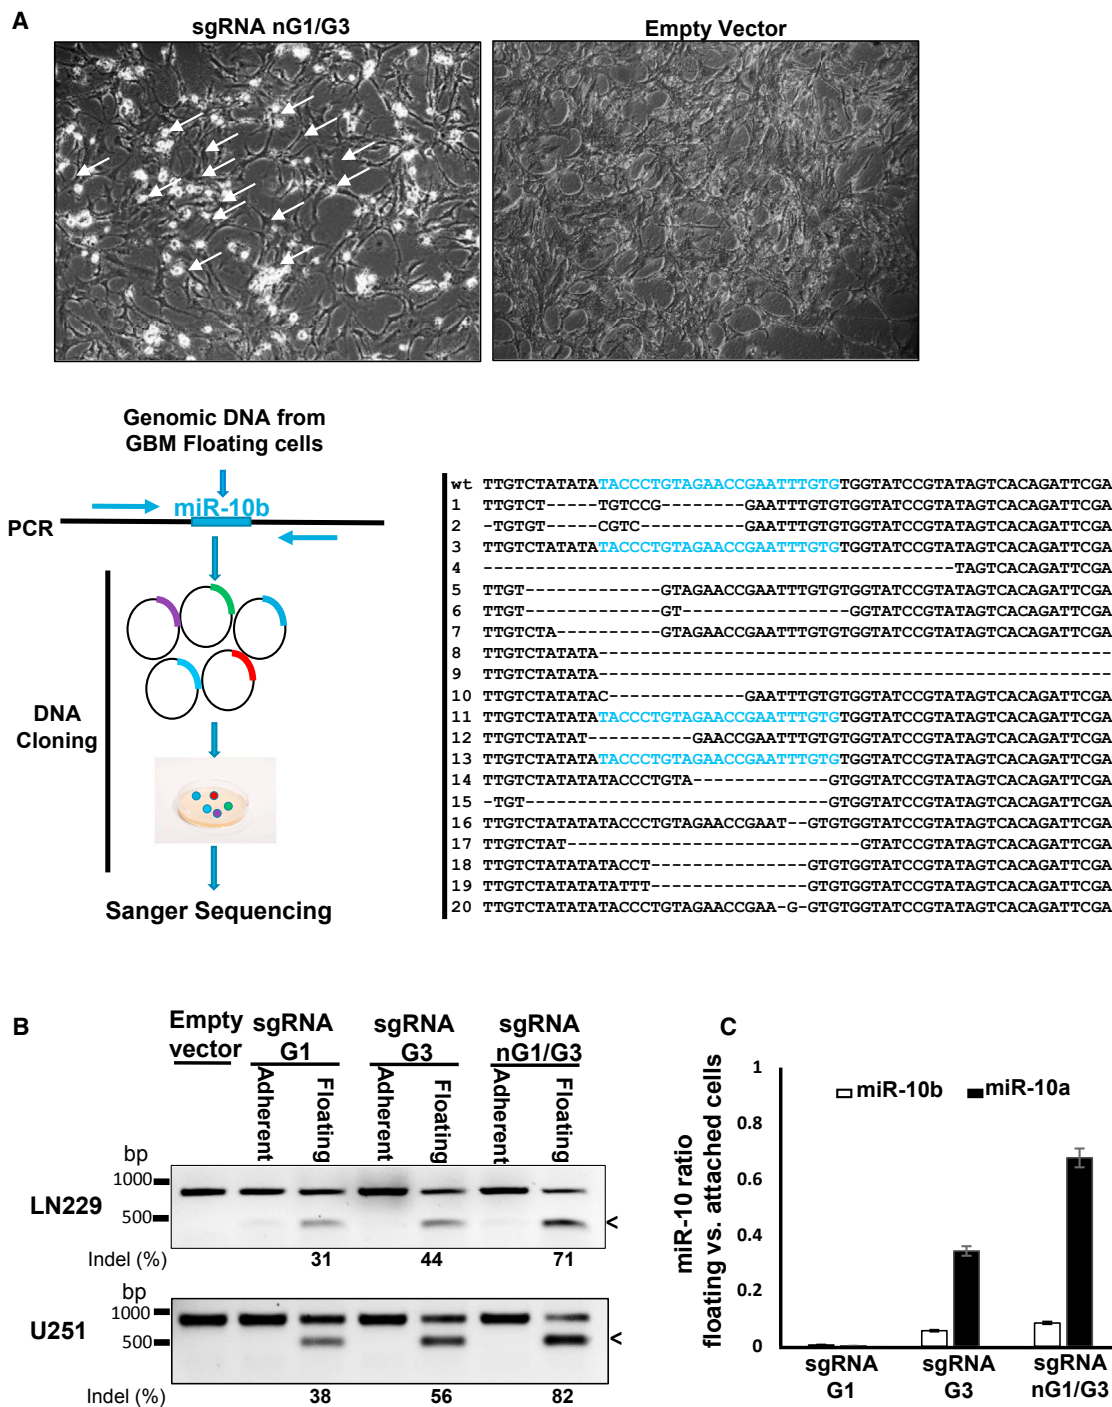 A
sgRNA nG1/G3
Empty Vector
Genomic DNA from
GBM Floating cells
miR-10b
PCR
DNA
Cloning
Sanger Sequencing
wt TTGTCTATATATACCCTGTAGAACCGAATTTGTGTGGTATCCGTATAGTCACAGATTCGA
1 TTGTCT-----TGTCCG--------GAATTTGTGTGGTATCCGTATAGTCACAGATTCGA
2 -TGTGT-----CGTC----------GAATTTGTGTGGTATCCGTATAGTCACAGATTCGA
3 TTGTCTATATATACCCTGTAGAACCGAATTTGTGTGGTATCCGTATAGTCACAGATTCGA
4 ---------------------------------------------TAGTCACAGATTCGA
5 TTGT-------------GTAGAACCGAATTTGTGTGGTATCCGTATAGTCACAGATTCGA
6 TTGT-------------GT----------------GGTATCCGTATAGTCACAGATTCGA
7 TTGTCTA----------GTAGAACCGAATTTGTGTGGTATCCGTATAGTCACAGATTCGA
8 TTGTCTATATA-------------------------------------------------
9 TTGTCTATATA-------------------------------------------------
10 TTGTCTATATAC-------------GAATTTGTGTGGTATCCGTATAGTCACAGATTCGA
11 TTGTCTATATATACCCTGTAGAACCGAATTTGTGTGGTATCCGTATAGTCACAGATTCGA
12 TTGTCTATAT----------GAACCGAATTTGTGTGGTATCCGTATAGTCACAGATTCGA
13 TTGTCTATATATACCCTGTAGAACCGAATTTGTGTGGTATCCGTATAGTCACAGATTCGA
14 TTGTCTATATATACCCTGTA-------------GTGGTATCCGTATAGTCACAGATTCGA
15 -TGT-----------------------------GTGGTATCCGTATAGTCACAGATTCGA
16 TTGTCTATATATACCCTGTAGAACCGAAT--GTGTGGTATCCGTATAGTCACAGATTCGA
17 TTGTCTAT----------------------------GTATCCGTATAGTCACAGATTCGA
18 TTGTCTATATATACCT---------------GTGTGGTATCCGTATAGTCACAGATTCGA
19 TTGTCTATATATATTT---------------GTGTGGTATCCGTATAGTCACAGATTCGA
20 TTGTCTATATATACCCTGTAGAACCGAA-G-GTGTGGTATCCGTATAGTCACAGATTCGA
B
Empty vector
sgRNA G1
sgRNA G3
sgRNA nG1/G3
Adherent Floating Adherent Floating Adherent Floating
bp
1000
500
LN229
<
Indel (%) 31 44 71
bp
1000
500
U251
<
Indel (%) 38 56 82
C
miR-10 ratio
floating vs. attached cells
1
0.8
0.6
0.4
0.2
0
miR-10b miR-10a
sgRNA G1
sgRNA G3
sgRNA nG1/G3